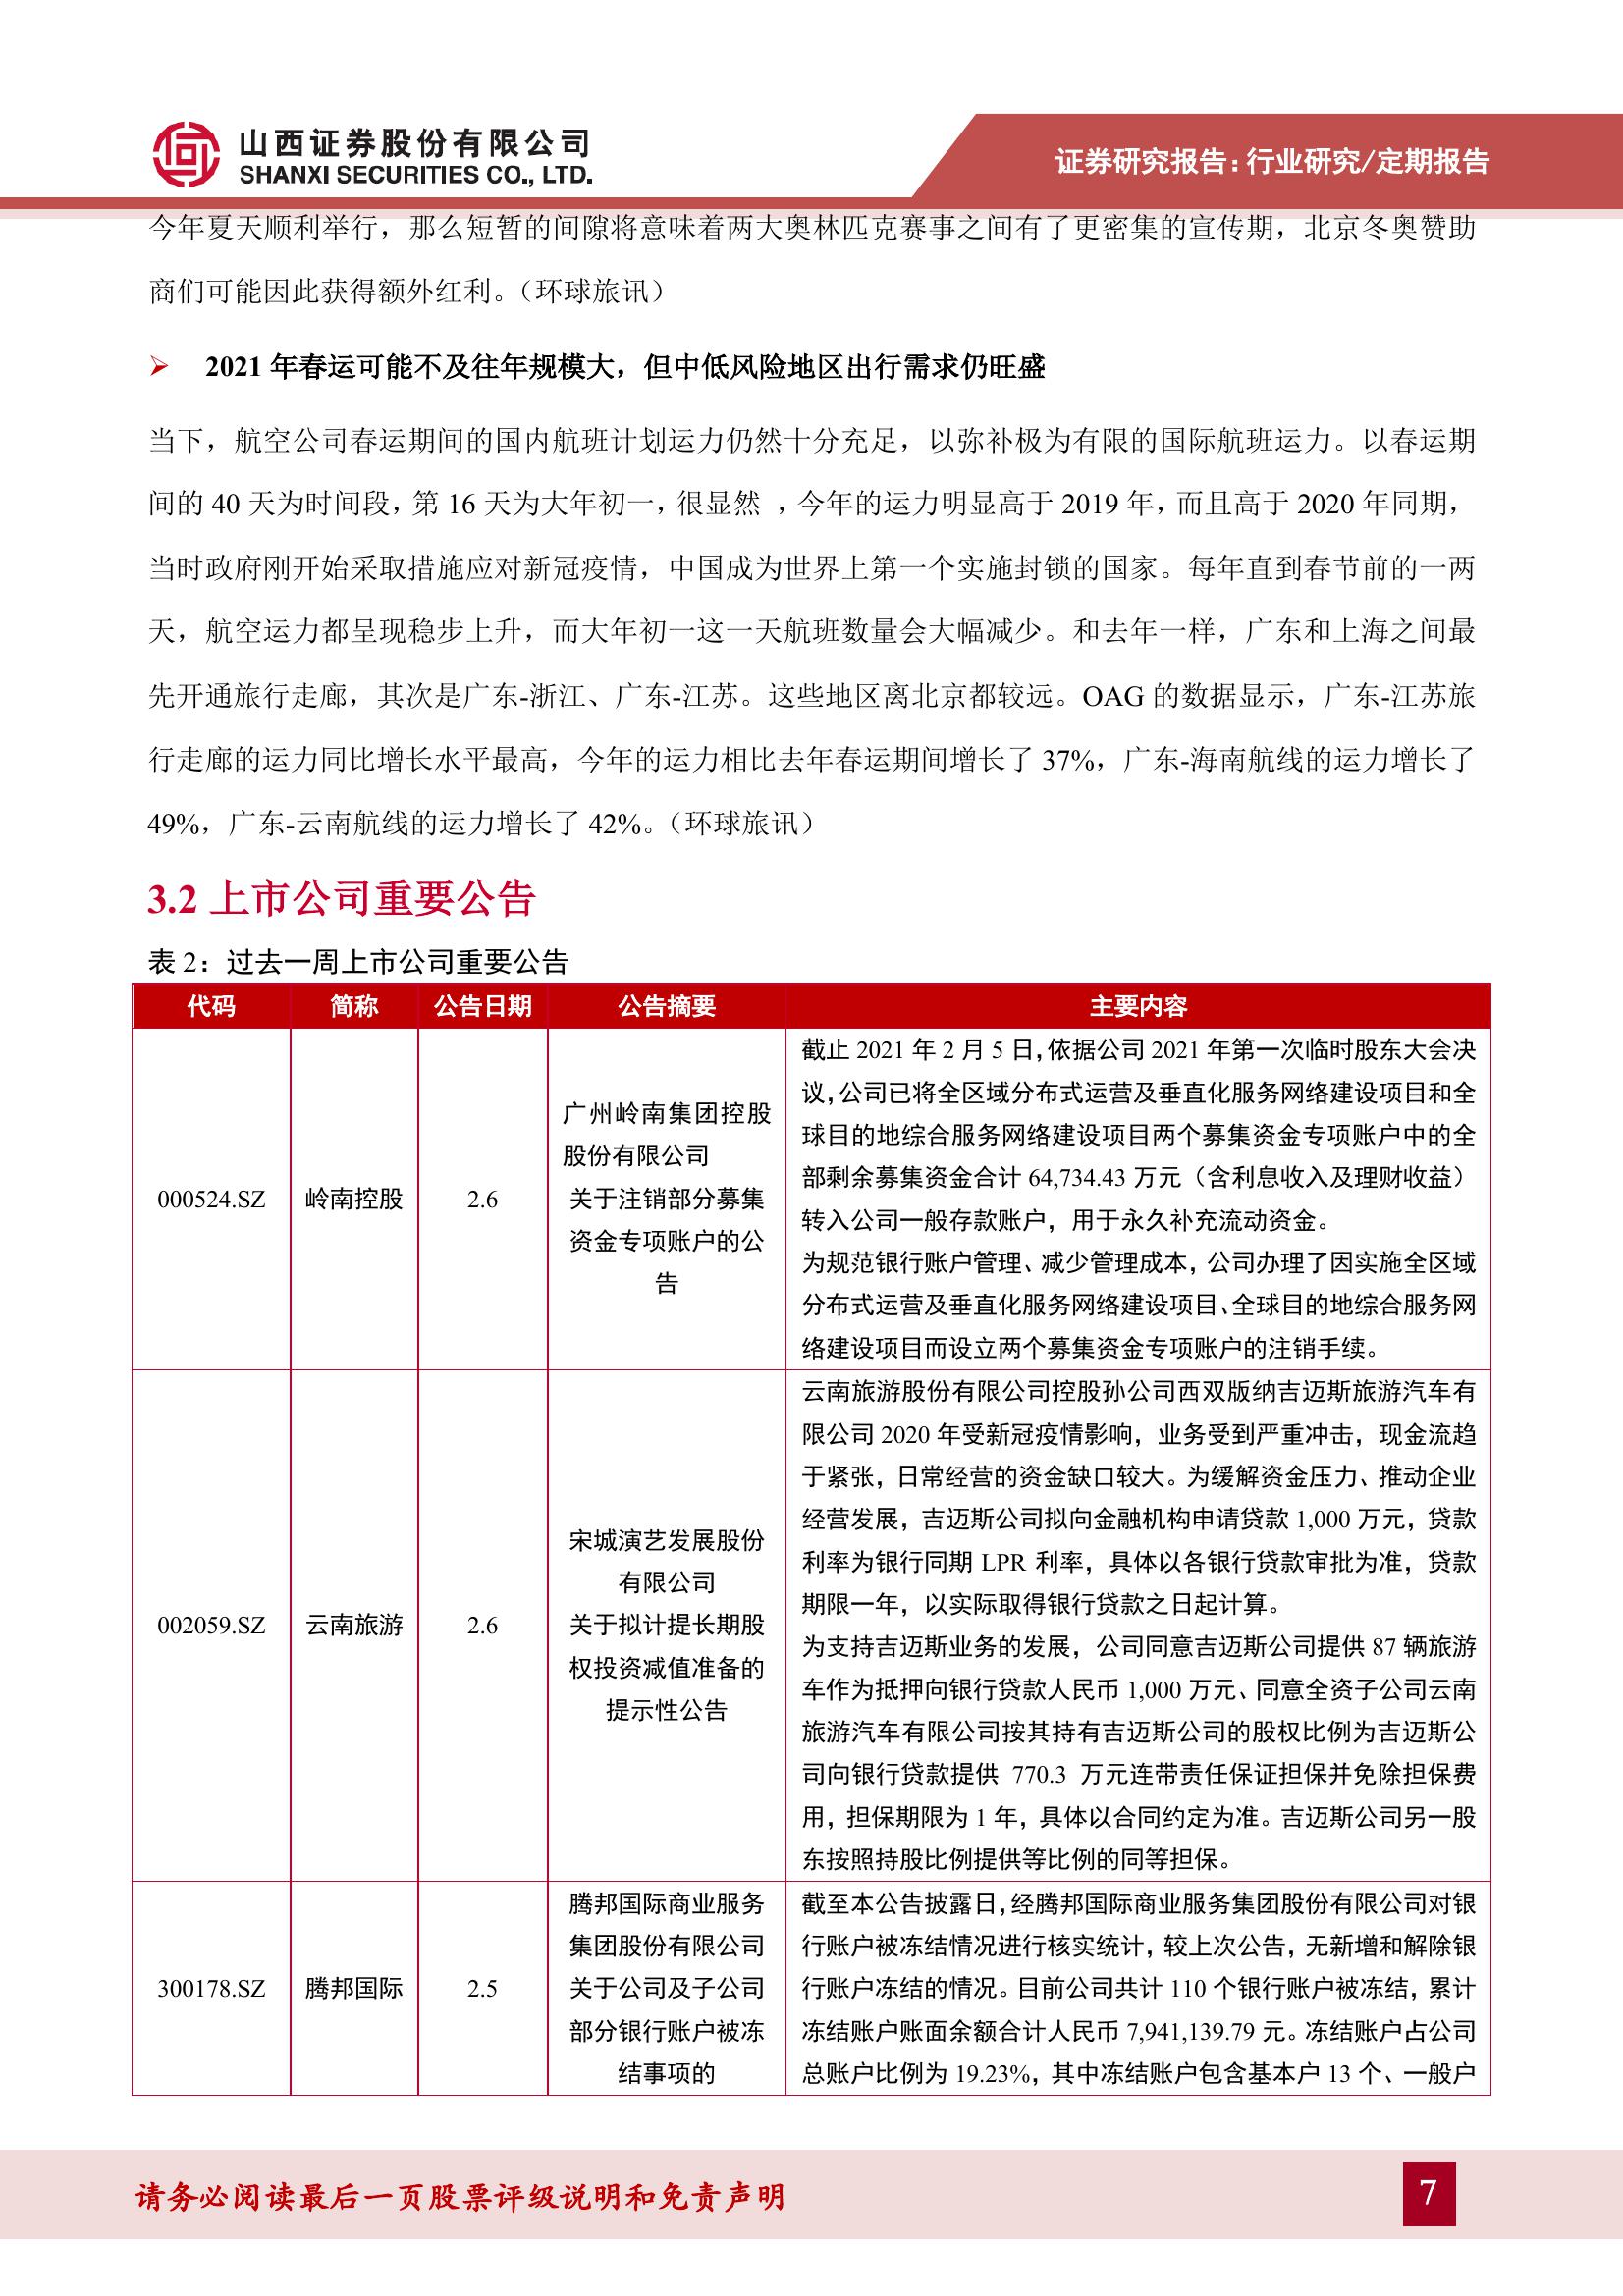 山西证券股份有限公司
SHANXI SECURITIES CO., LTD.
证券研究报告：行业研究/定期报告
今年夏天顺利举行，那么短暂的间隙将意味着两大奥林匹克赛事之间有了更密集的宣传期，北京冬奥赞助
商们可能因此获得额外红利。（环球旅讯）
➢ 2021 年春运可能不及往年规模大，但中低风险地区出行需求仍旺盛
当下，航空公司春运期间的国内航班计划运力仍然十分充足，以弥补极为有限的国际航班运力。以春运期
间的 40 天为时间段，第 16 天为大年初一，很显然 ，今年的运力明显高于 2019 年，而且高于 2020 年同期，
当时政府刚开始采取措施应对新冠疫情，中国成为世界上第一个实施封锁的国家。每年直到春节前的一两
天，航空运力都呈现稳步上升，而大年初一这一天航班数量会大幅减少。和去年一样，广东和上海之间最
先开通旅行走廊，其次是广东-浙江、广东-江苏。这些地区离北京都较远。OAG 的数据显示，广东-江苏旅
行走廊的运力同比增长水平最高，今年的运力相比去年春运期间增长了 37%，广东-海南航线的运力增长了
49%，广东-云南航线的运力增长了 42%。（环球旅讯）
3.2 上市公司重要公告
表 2：过去一周上市公司重要公告
代码 简称 公告日期 公告摘要 主要内容
000524.SZ 岭南控股 2.6
广州岭南集团控股
股份有限公司
关于注销部分募集
资金专项账户的公
告
截止 2021 年 2 月 5 日，依据公司 2021 年第一次临时股东大会决
议，公司已将全区域分布式运营及垂直化服务网络建设项目和全
球目的地综合服务网络建设项目两个募集资金专项账户中的全
部剩余募集资金合计 64,734.43 万元（含利息收入及理财收益）
转入公司一般存款账户，用于永久补充流动资金。
为规范银行账户管理、减少管理成本，公司办理了因实施全区域
分布式运营及垂直化服务网络建设项目、全球目的地综合服务网
络建设项目而设立两个募集资金专项账户的注销手续。
002059.SZ 云南旅游 2.6
宋城演艺发展股份
有限公司
关于拟计提长期股
权投资减值准备的
提示性公告
云南旅游股份有限公司控股孙公司西双版纳吉迈斯旅游汽车有
限公司 2020 年受新冠疫情影响，业务受到严重冲击，现金流趋
于紧张，日常经营的资金缺口较大。为缓解资金压力、推动企业
经营发展，吉迈斯公司拟向金融机构申请贷款 1,000 万元，贷款
利率为银行同期 LPR 利率，具体以各银行贷款审批为准，贷款
期限一年，以实际取得银行贷款之日起计算。
为支持吉迈斯业务的发展，公司同意吉迈斯公司提供 87 辆旅游
车作为抵押向银行贷款人民币 1,000 万元、同意全资子公司云南
旅游汽车有限公司按其持有吉迈斯公司的股权比例为吉迈斯公
司向银行贷款提供 770.3 万元连带责任保证担保并免除担保费
用，担保期限为 1 年，具体以合同约定为准。吉迈斯公司另一股
东按照持股比例提供等比例的同等担保。
300178.SZ 腾邦国际 2.5
腾邦国际商业服务
集团股份有限公司
关于公司及子公司
部分银行账户被冻
结事项的
截至本公告披露日，经腾邦国际商业服务集团股份有限公司对银
行账户被冻结情况进行核实统计，较上次公告，无新增和解除银
行账户冻结的情况。目前公司共计 110 个银行账户被冻结，累计
冻结账户账面余额合计人民币 7,941,139.79 元。冻结账户占公司
总账户比例为 19.23%，其中冻结账户包含基本户 13 个、一般户
请务必阅读最后一页股票评级说明和免责声明
7